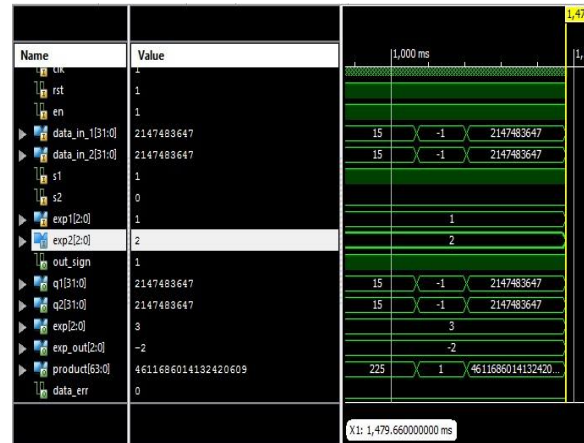 1,47
Name Value 1,000 ms 1,
clk 1
rst 1
en 1
data_in_1[31:0] 2147483647 15 -1 2147483647
data_in_2[31:0] 2147483647 15 -1 2147483647
s1 1
s2 0
exp1[2:0] 1 1
exp2[2:0] 2 2
out_sign 1
q1[31:0] 2147483647 15 -1 2147483647
q2[31:0] 2147483647 15 -1 2147483647
exp[2:0] 3 3
exp_out[2:0] -2 -2
product[63:0] 4611686014132420609 225 1 4611686014132420...
data_err 0
X1: 1,479.660000000 ms